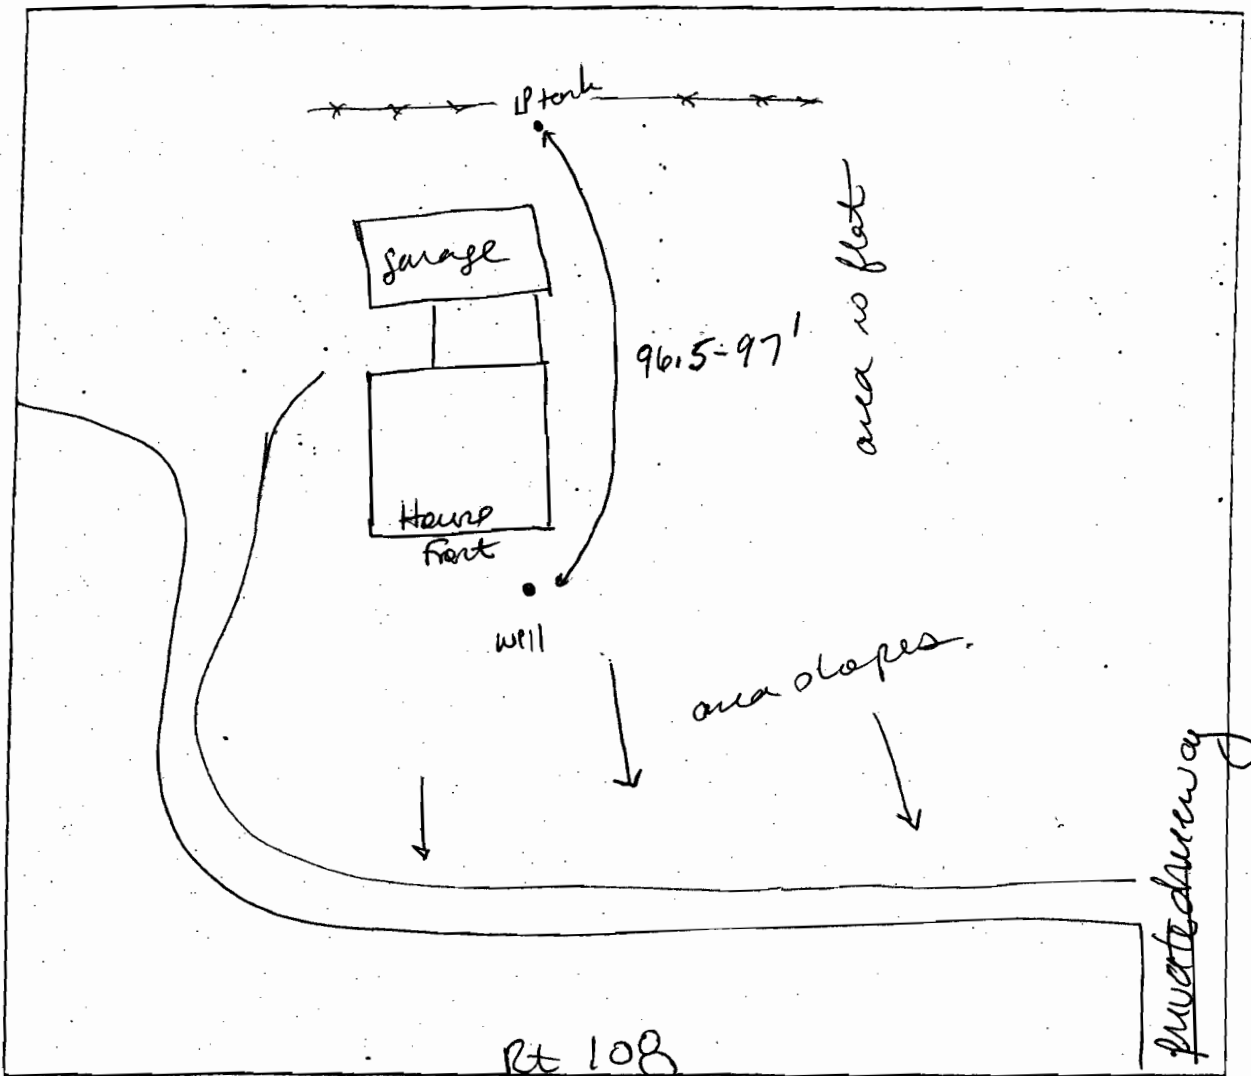 LP tank
garage
area is flat
96.5-97'
House
Front
well
area slopes.
private driveway
Rt 108